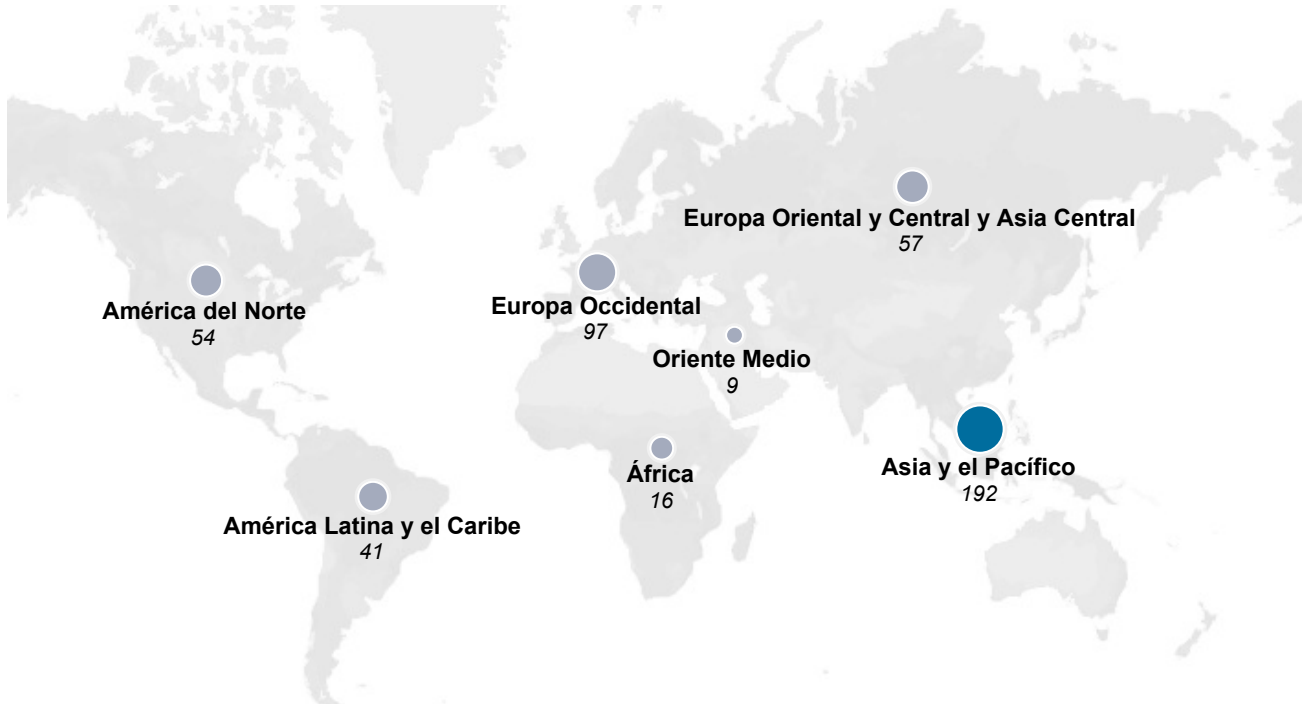 Europa Oriental y Central y Asia Central
57
América del Norte
54
Europa Occidental
97
Oriente Medio
9
África
16
Asia y el Pacífico
192
América Latina y el Caribe
41